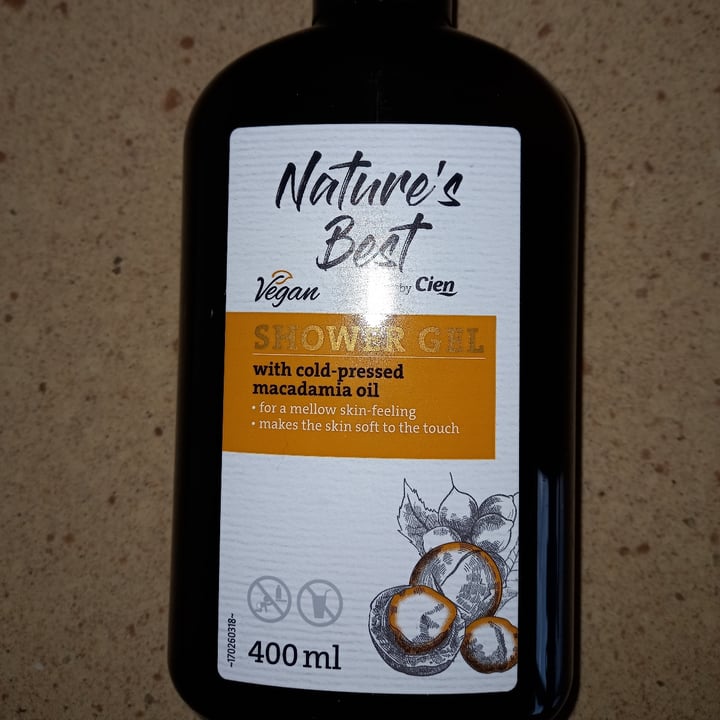 Nature's
Best
Vegan
by Cien
SHOWER GEL
with cold-pressed
macadamia oil
• for a mellow skin-feeling
• makes the skin soft to the touch
~170260318~
400 ml